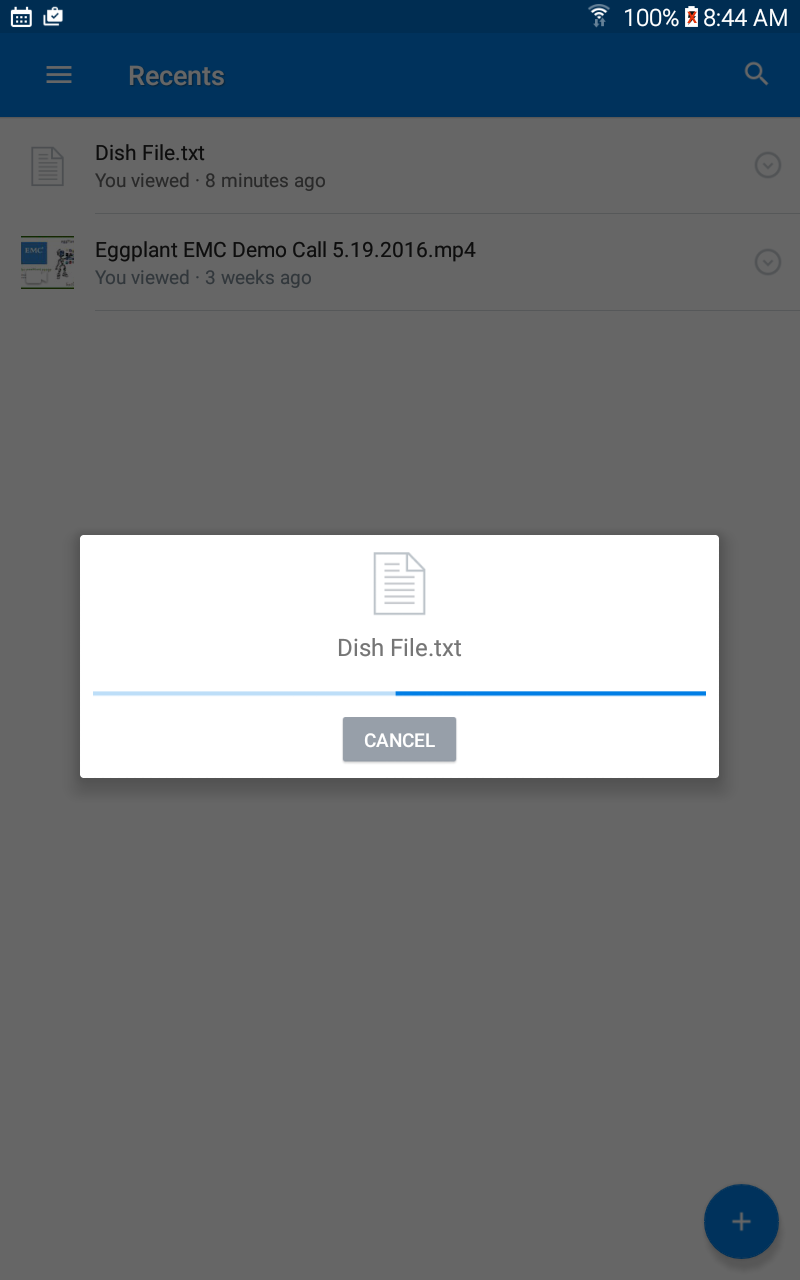 100% 8:44 AM
Recents
Dish File.txt
You viewed · 8 minutes ago
EMC²
Eggplant EMC Demo Call 5.19.2016.mp4
You viewed · 3 weeks ago
Dish File.txt
CANCEL